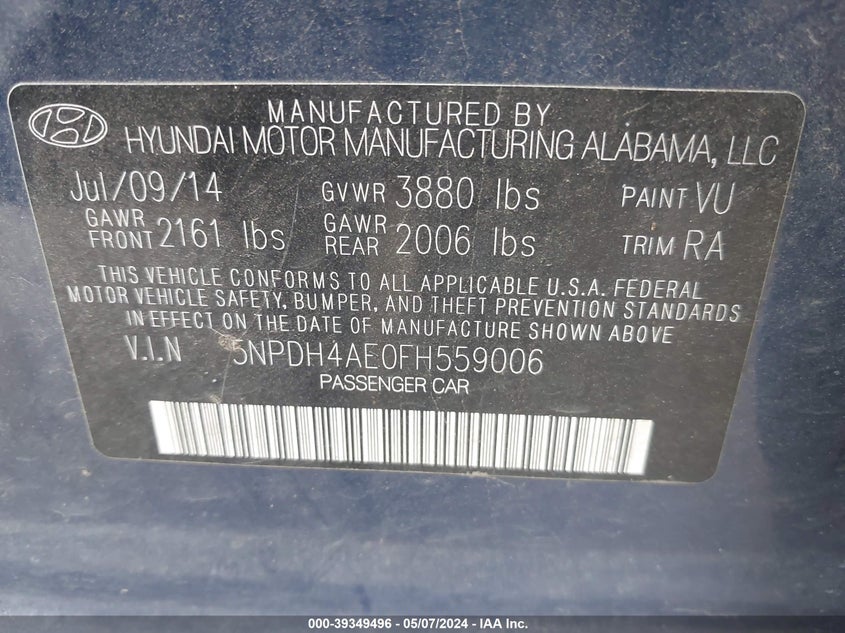 MANUFACTURED BY
HYUNDAI MOTOR MANUFACTURING ALABAMA, LLC
Jul/09/14 GVWR 3880 lbs PAINT VU
GAWR FRONT 2161 lbs GAWR REAR 2006 lbs TRIM RA
THIS VEHICLE CONFORMS TO ALL APPLICABLE U.S.A. FEDERAL
MOTOR VEHICLE SAFETY, BUMPER, AND THEFT PREVENTION STANDARDS
IN EFFECT ON THE DATE OF MANUFACTURE SHOWN ABOVE
V.I.N 5NPDH4AE0FH559006
PASSENGER CAR
000-39349496 - 05/07/2024 - IAA Inc.